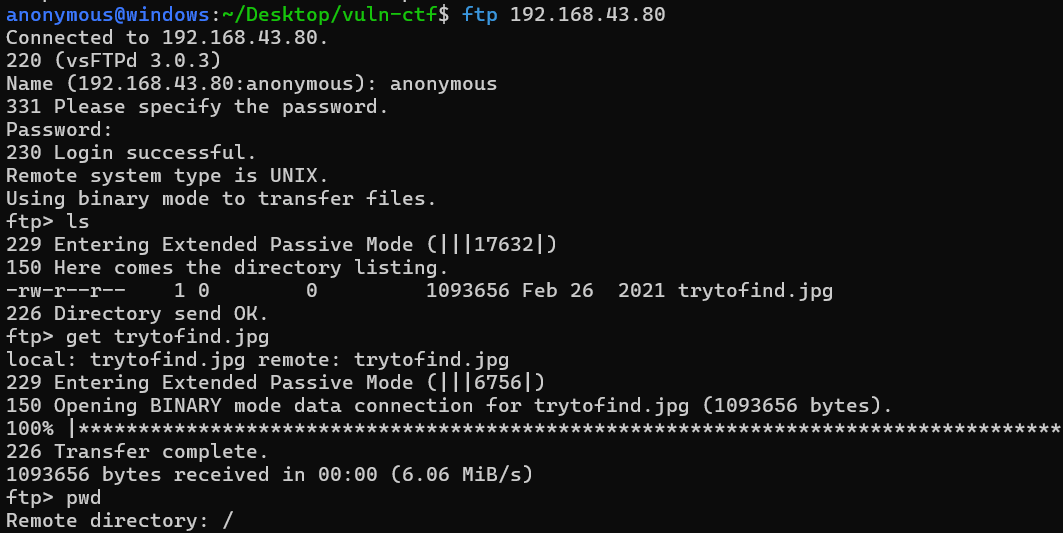 anonymous@windows:~/Desktop/vuln-ctf$ ftp 192.168.43.80
Connected to 192.168.43.80.
220 (vsFTPd 3.0.3)
Name (192.168.43.80:anonymous): anonymous
331 Please specify the password.
Password:
230 Login successful.
Remote system type is UNIX.
Using binary mode to transfer files.
ftp> ls
229 Entering Extended Passive Mode (|||17632|)
150 Here comes the directory listing.
-rw-r--r--    1 0        0         1093656 Feb 26  2021 trytofind.jpg
226 Directory send OK.
ftp> get trytofind.jpg
local: trytofind.jpg remote: trytofind.jpg
229 Entering Extended Passive Mode (|||6756|)
150 Opening BINARY mode data connection for trytofind.jpg (1093656 bytes).
100% |***********************************************************************************
226 Transfer complete.
1093656 bytes received in 00:00 (6.06 MiB/s)
ftp> pwd
Remote directory: /